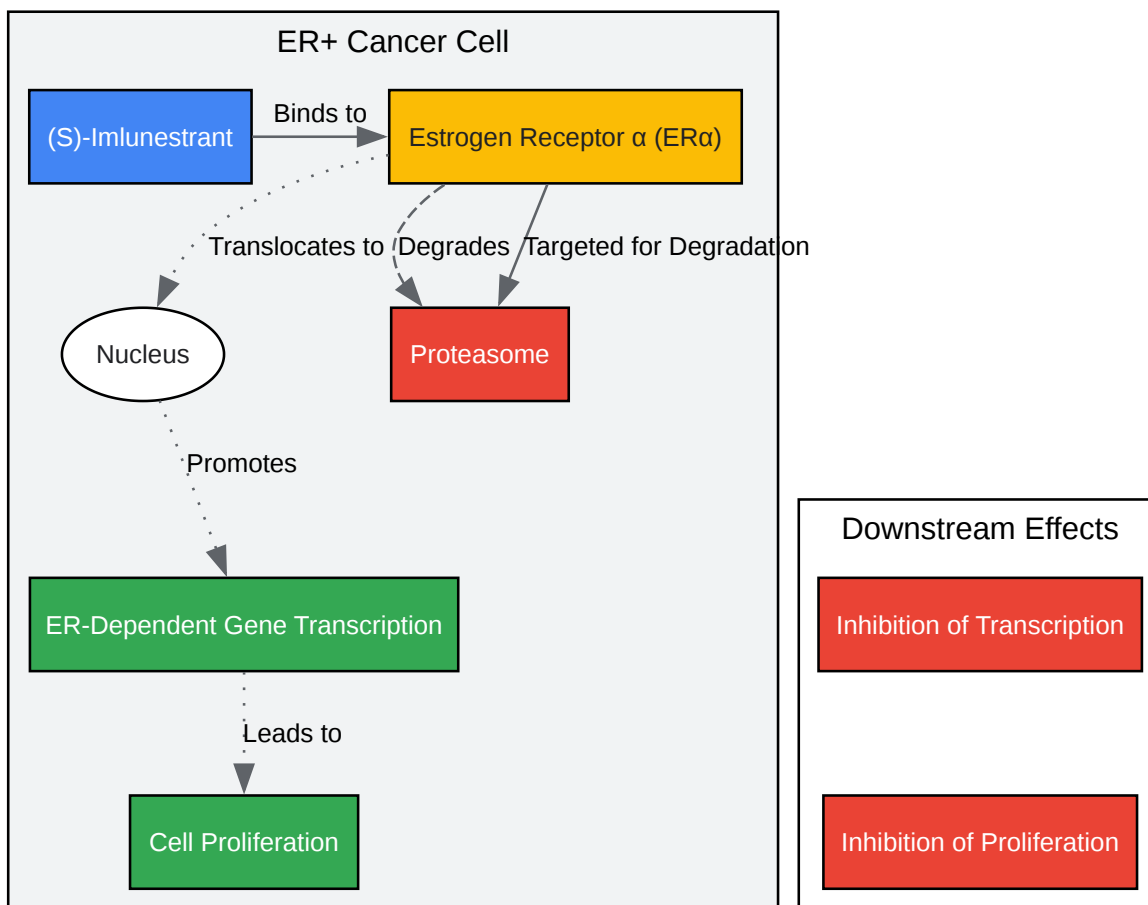 ER+ Cancer Cell
(S)-Imlunestrant
Binds to
Estrogen Receptor α (ERα)
Translocates to
Degrades
Targeted for Degradation
Nucleus
Proteasome
Promotes
Downstream Effects
ER-Dependent Gene Transcription
Inhibition of Transcription
Leads to
Cell Proliferation
Inhibition of Proliferation